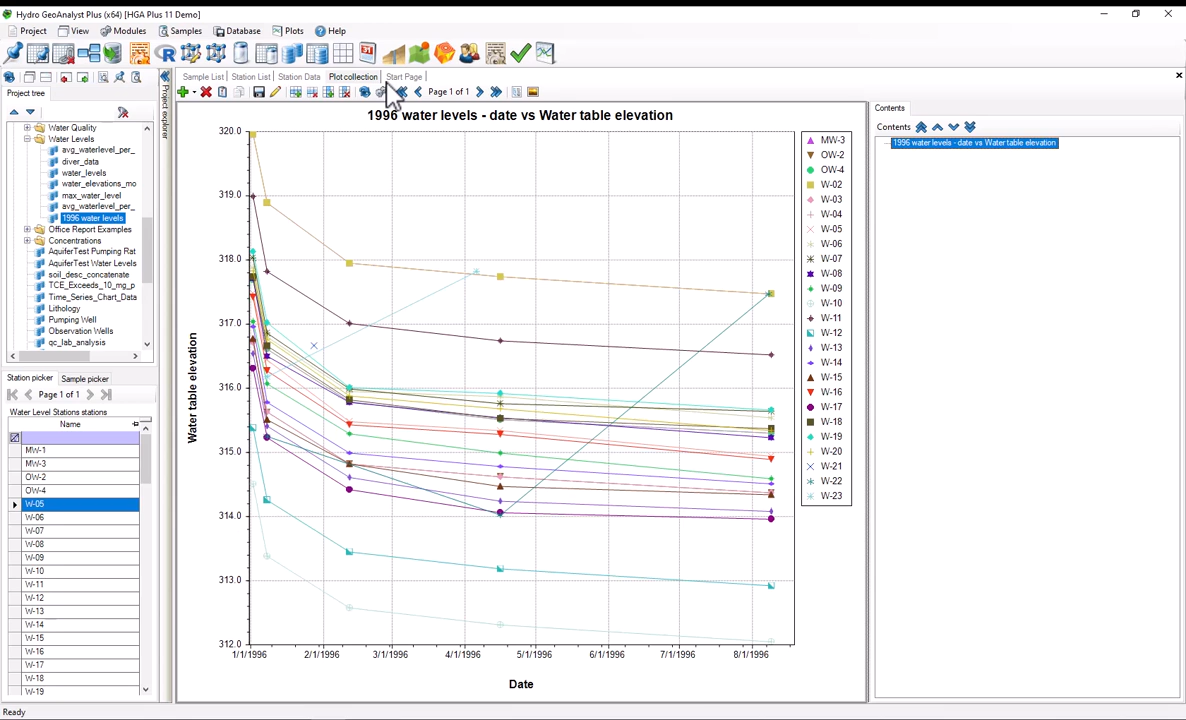 Hydro GeoAnalyst Plus (x64) [HGA Plus 11 Demo]
Project View Modules Samples Database Plots Help
Sample List Station List Station Data Plot collection Start Page
Page 1 of 1
Project explorer
Project tree
Water Quality
Water Levels
avg_waterlevel_per_
diver_data
water_levels
water_elevations_mo
max_water_level
avg_waterlevel_per_
1996 water levels
Office Report Examples
Concentrations
AquiferTest Pumping Rat
AquiferTest Water Levels
soil_desc_concatenate
TCE_Exceeds_10_mg_p
Time_Series_Chart_Data
Lithology
Pumping Well
Observation Wells
qc_lab_analysis
Station picker Sample picker
Page 1 of 1
Water Level Stations stations
Name
MW-1
MW-3
OW-2
OW-4
W-05
W-06
W-07
W-08
W-09
W-10
W-11
W-12
W-13
W-14
W-15
W-16
W-17
W-18
W-19
1996 water levels - date vs Water table elevation
Water table elevation
320.0
319.0
318.0
317.0
316.0
315.0
314.0
313.0
312.0
1/1/1996 2/1/1996 3/1/1996 4/1/1996 5/1/1996 6/1/1996 7/1/1996 8/1/1996
Date
MW-3
OW-2
OW-4
W-02
W-03
W-04
W-05
W-06
W-07
W-08
W-09
W-10
W-11
W-12
W-13
W-14
W-15
W-16
W-17
W-18
W-19
W-20
W-21
W-22
W-23
Contents
Contents
1996 water levels - date vs Water table elevation
Ready